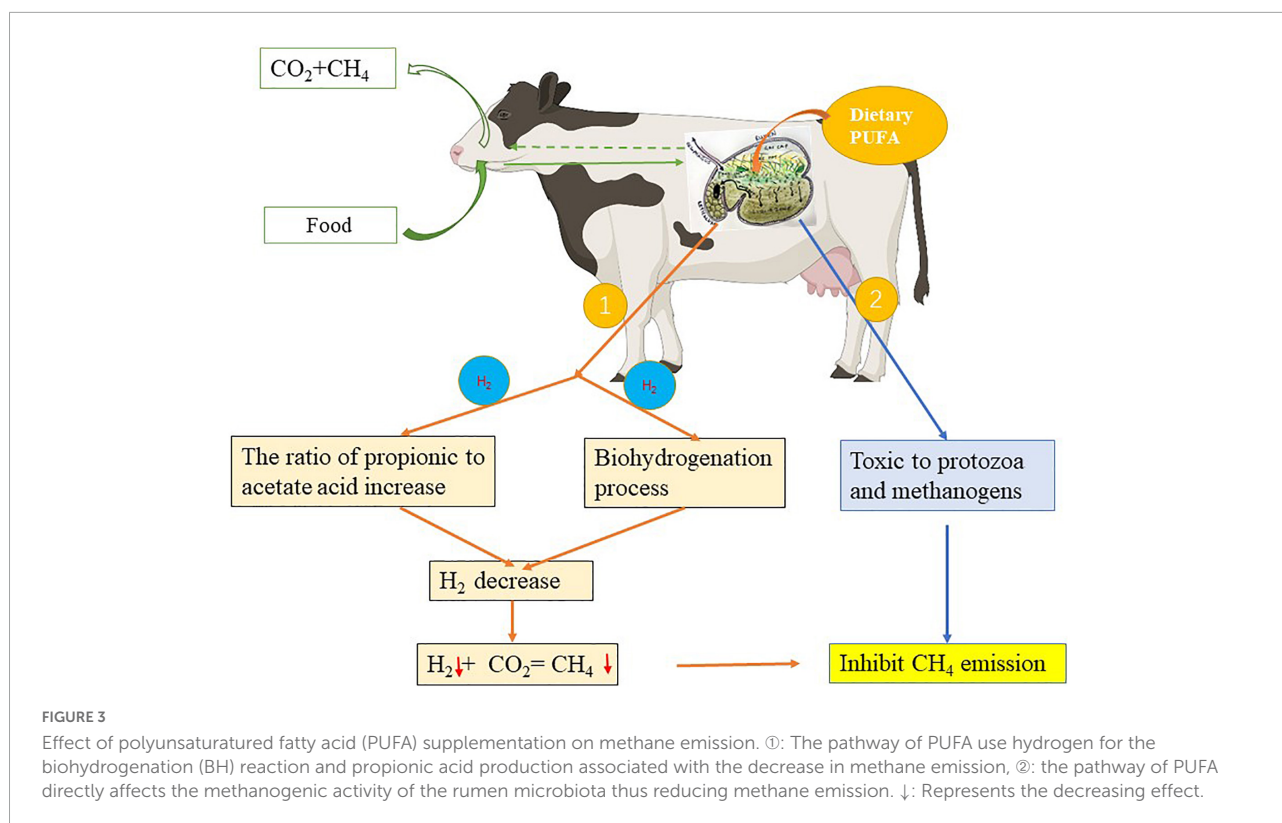 CO₂+CH₄
Dietary
PUFA
Food
1
2
H₂
H₂
The ratio of propionic to
acetate acid increase
Biohydrogenation
process
Toxic to protozoa
and methanogens
H₂ decrease
H₂↓+ CO₂= CH₄ ↓
Inhibit CH₄ emission
FIGURE 3
Effect of polyunsaturatured fatty acid (PUFA) supplementation on methane emission. ①: The pathway of PUFA use hydrogen for the
biohydrogenation (BH) reaction and propionic acid production associated with the decrease in methane emission, ②: the pathway of PUFA
directly affects the methanogenic activity of the rumen microbiota thus reducing methane emission. ↓: Represents the decreasing effect.